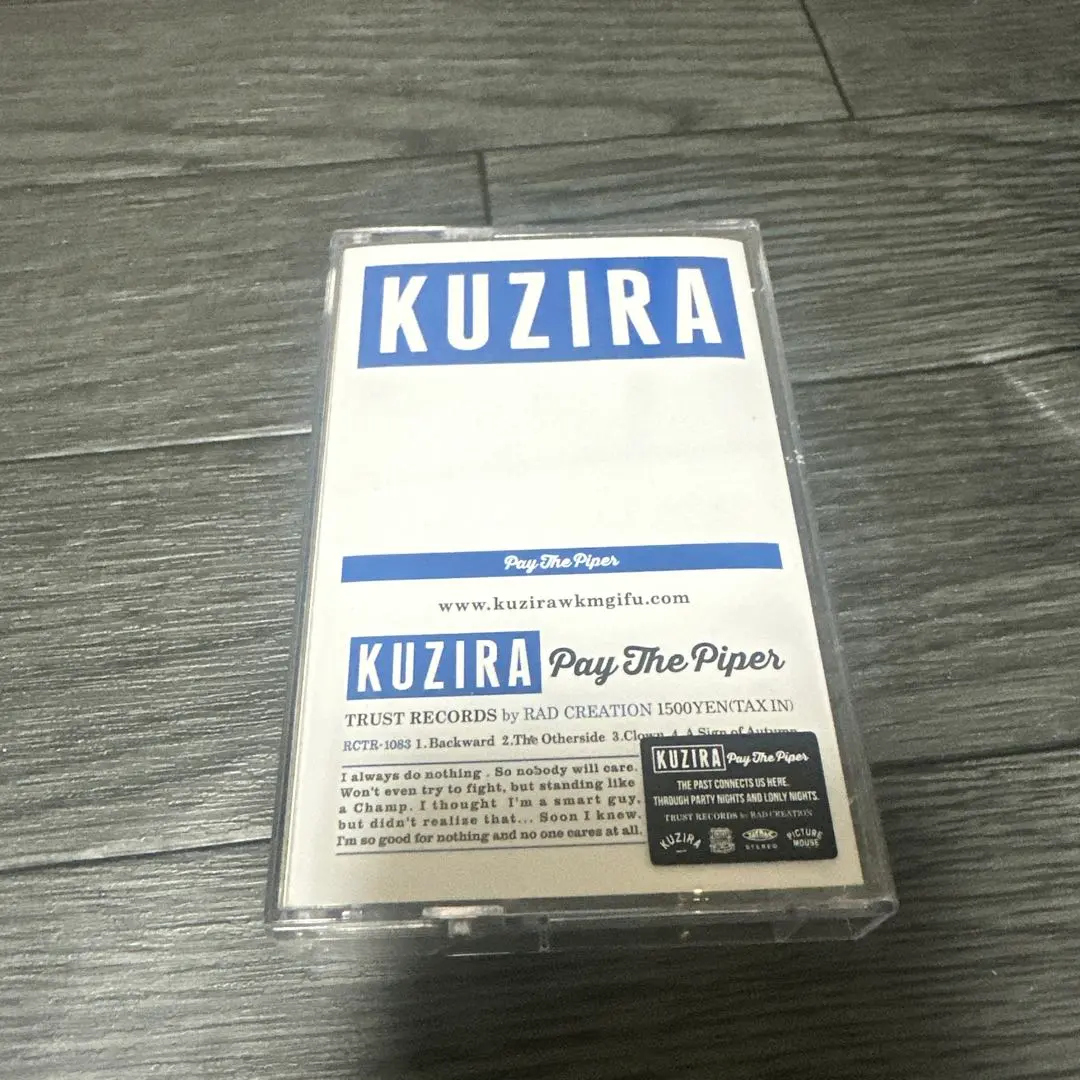 KUZIRA
Pay The Piper
www.kuzirawkmgifu.com
KUZIRA Pay The Piper
TRUST RECORDS by RAD CREATION 1500YEN(TAX IN)
RCTR-1083 1.Backward 2.The Otherside 3.Clown 4.A Sign of Autumn
I always do nothing . So nobody will care.
Won't even try to fight, but standing like
a Champ. I thought I'm a smart guy,
but didn't realise that... Soon I knew.
I'm so good for nothing and no one cares at all.
KUZIRA Pay The Piper
THE PAST CONNECTS US HERE.
THROUGH PARTY NIGHTS AND LONLY NIGHTS.
TRUST RECORDS by RAD CREATION
KUZIRA
STEREO
PICTURE
MOUSE